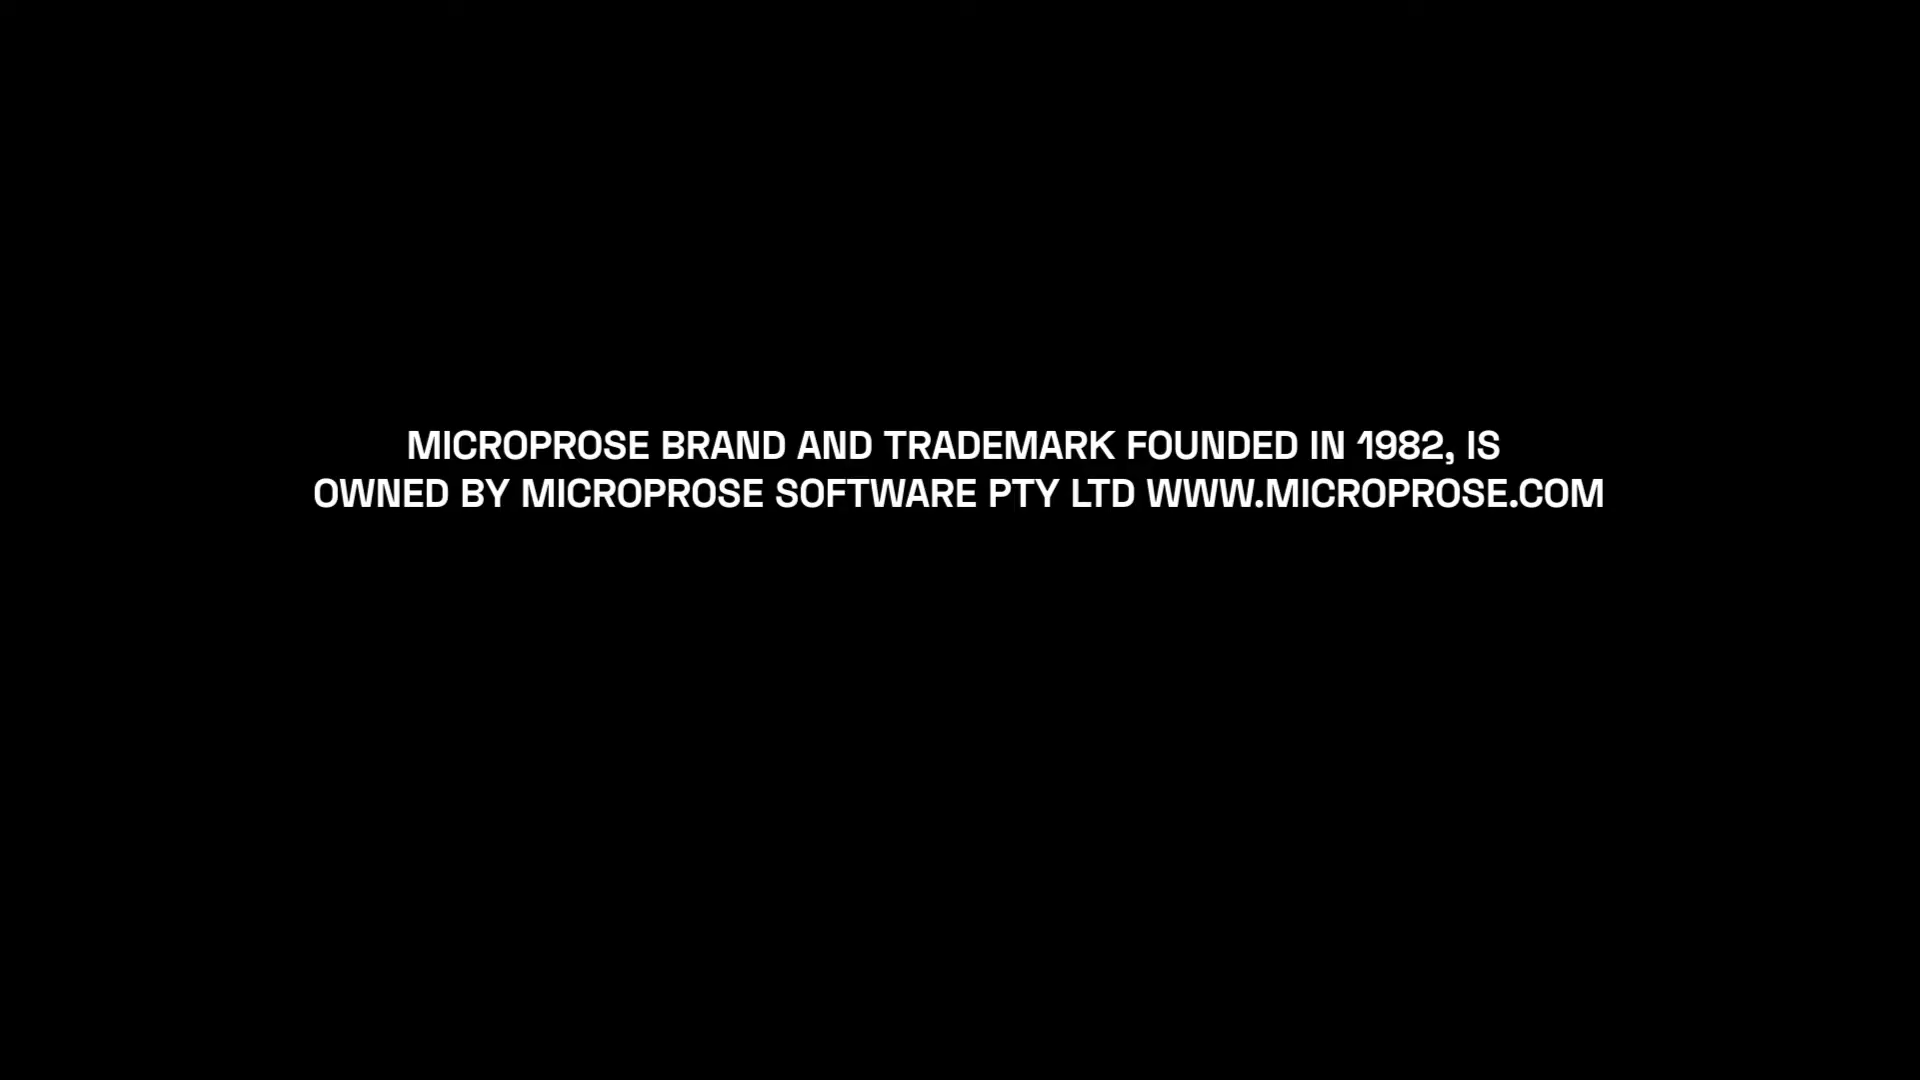 MICROPROSE BRAND AND TRADEMARK FOUNDED IN 1982, IS
OWNED BY MICROPROSE SOFTWARE PTY LTD WWW.MICROPROSE.COM